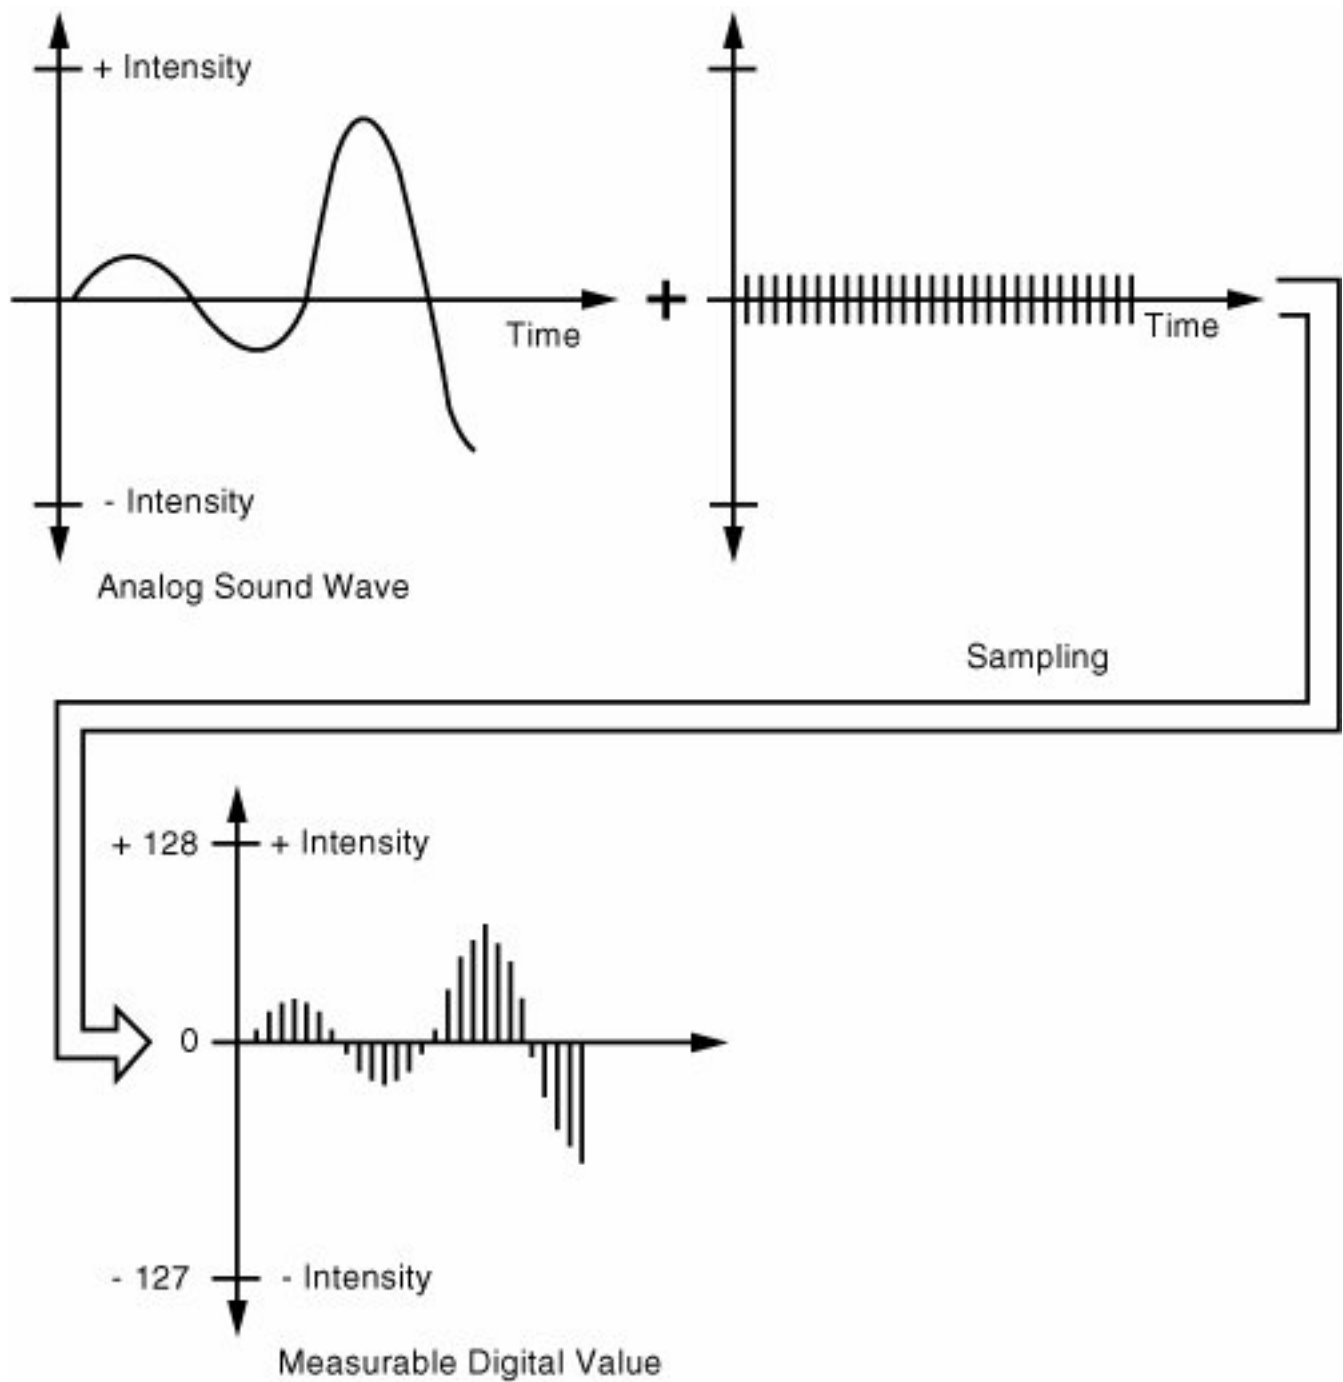 + Intensity
Time
- Intensity
Analog Sound Wave
+
Time
Sampling
+ 128
+ Intensity
0
- 127
- Intensity
Measurable Digital Value